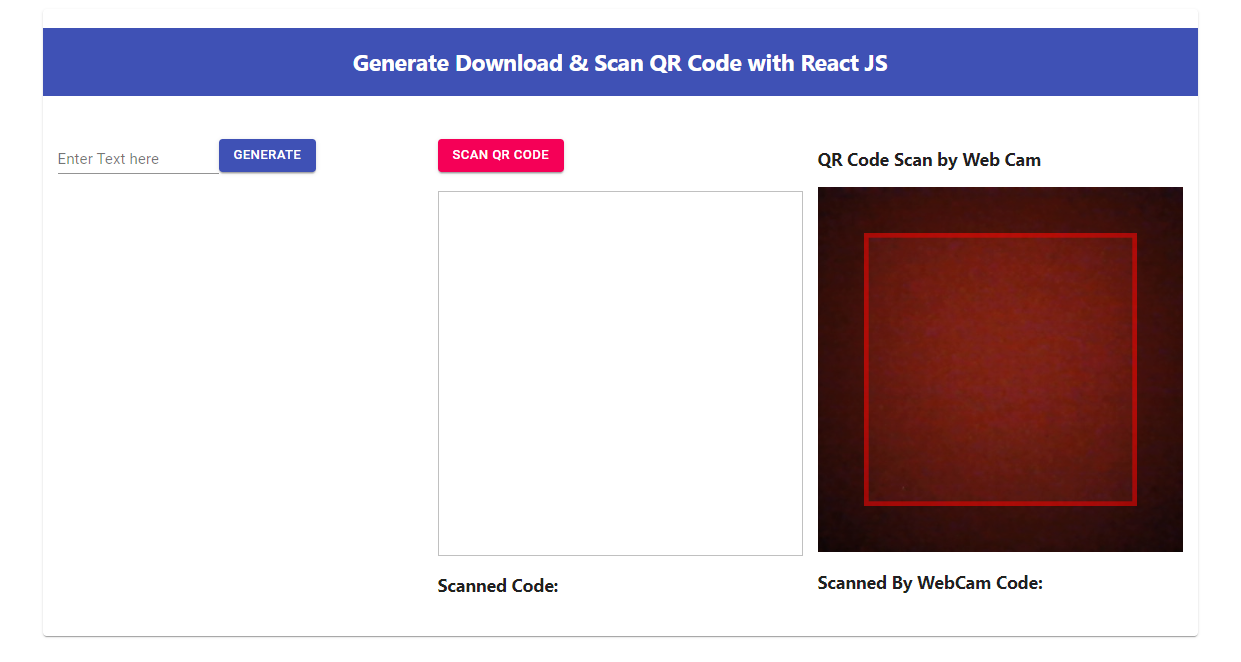 Generate Download & Scan QR Code with React JS
Enter Text here
GENERATE
SCAN QR CODE
Scanned Code:
QR Code Scan by Web Cam
Scanned By WebCam Code: